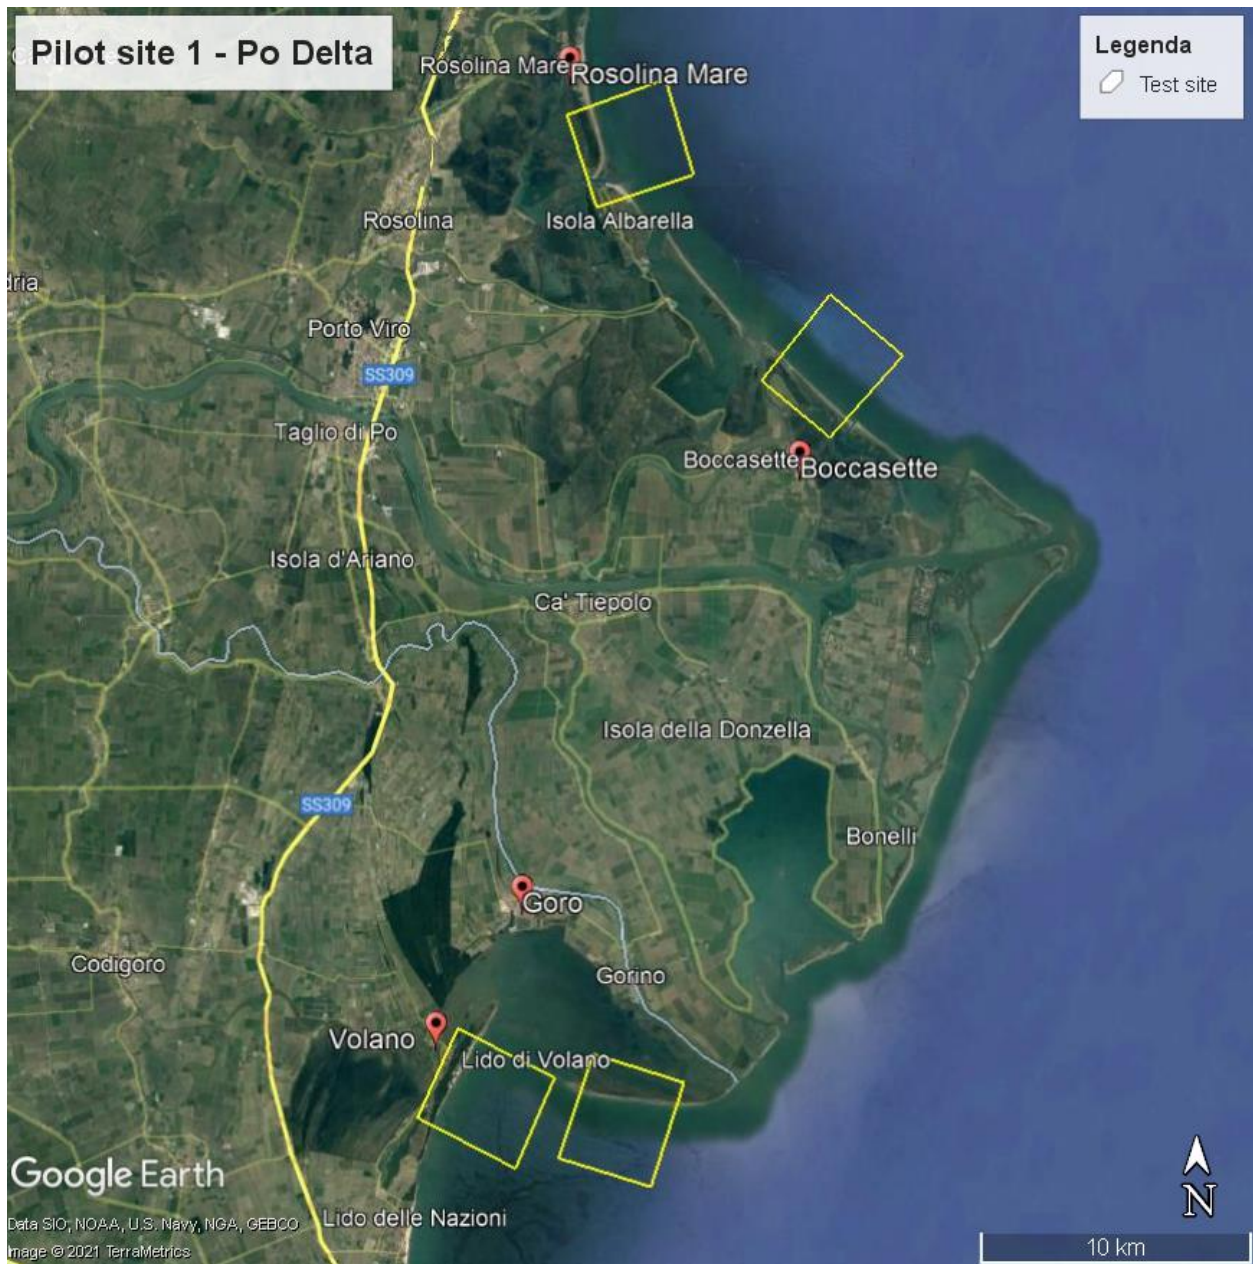 Pilot site 1 - Po Delta
Legenda
Test site
Rosolina Mare
Rosolina Mare
Rosolina
Isola Albarella
dria
Porto Viro
SS309
Taglio di Po
Boccasette
Boccasette
Isola d'Ariano
Ca' Tiepolo
Isola della Donzella
SS309
Bonelli
Goro
Codigoro
Gorino
Volano
Lido di Volano
Google Earth
Lido delle Nazioni
N
Data SIO, NOAA, U.S. Navy, NGA, GEBCO
Image © 2021 TerraMetrics
10 km